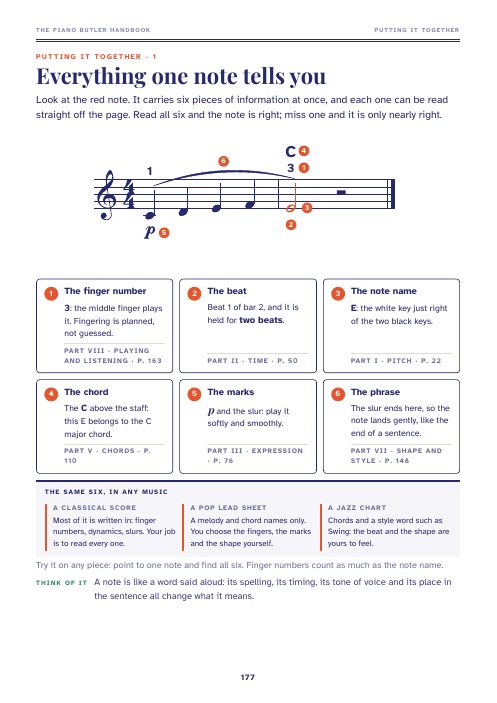 THE PIANO BUTLER HANDBOOK
PUTTING IT TOGETHER
PUTTING IT TOGETHER · 1
Everything one note tells you
Look at the red note. It carries six pieces of information at once, and each one can be read
straight off the page. Read all six and the note is right; miss one and it is only nearly right.
C 4
6
1
3 1
4
4
3
p 5
2
1 The finger number
3: the middle finger plays
it. Fingering is planned,
not guessed.
PART VIII · PLAYING
AND LISTENING · P. 163
2 The beat
Beat 1 of bar 2, and it is
held for two beats.
PART II · TIME · P. 50
3 The note name
E: the white key just right
of the two black keys.
PART I · PITCH · P. 22
4 The chord
The C above the staff:
this E belongs to the C
major chord.
PART V · CHORDS · P.
110
5 The marks
p and the slur: play it
softly and smoothly.
PART III · EXPRESSION
· P. 76
6 The phrase
The slur ends here, so the
note lands gently, like the
end of a sentence.
PART VII · SHAPE AND
STYLE · P. 148
THE SAME SIX, IN ANY MUSIC
A CLASSICAL SCORE
Most of it is written in: finger
numbers, dynamics, slurs. Your job
is to read every one.
A POP LEAD SHEET
A melody and chord names only.
You choose the fingers, the marks
and the shape yourself.
A JAZZ CHART
Chords and a style word such as
Swing; the beat and the shape are
yours to feel.
Try it on any piece: point to one note and find all six. Finger numbers count as much as the note name.
THINK OF IT A note is like a word said aloud: its spelling, its timing, its tone of voice and its place in
the sentence all change what it means.
177